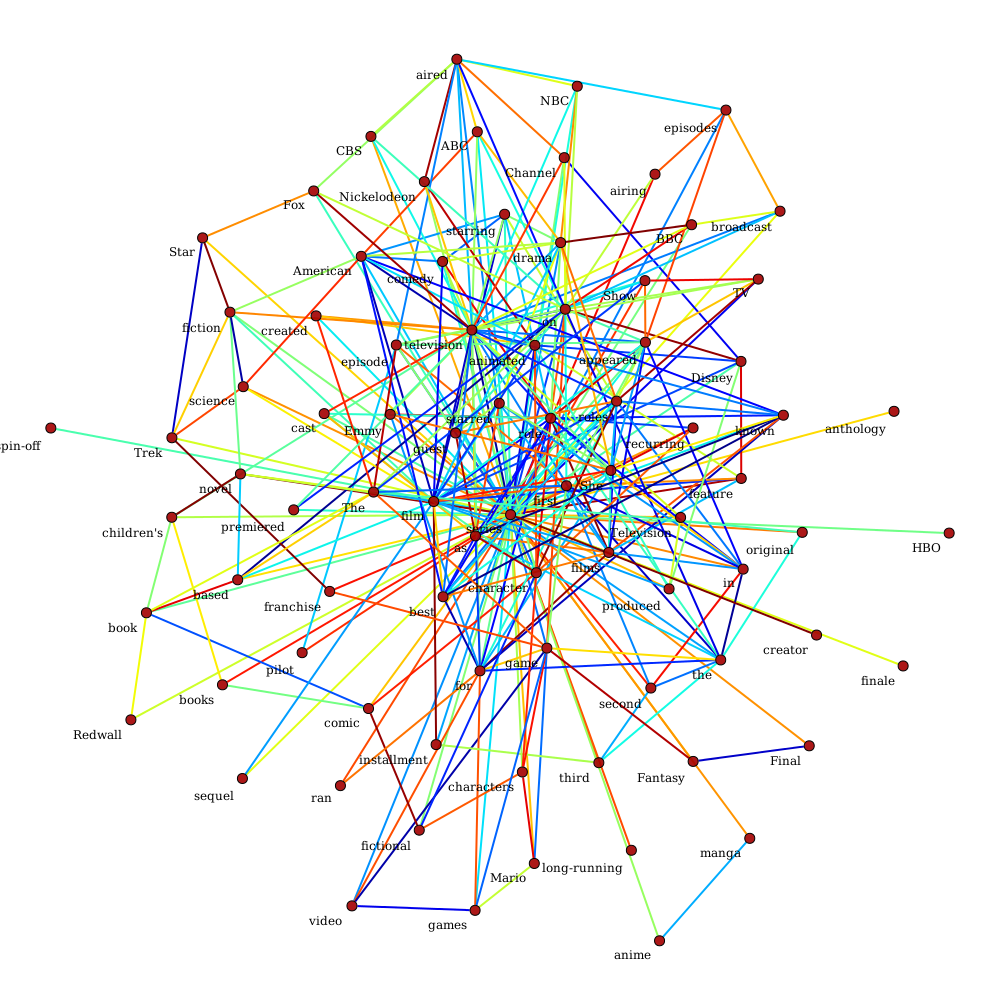 aired
NBC
episodes
CBS
ABC
Channel
airing
Fox
Nickelodeon
starring
BBC
broadcast
Star
American
comedy
drama
Show
TV
fiction
created
television
on
episode
animated
appeared
Disney
science
cast
Emmy
starred
role
roles
recurring
known
anthology
spin-off
Trek
guest
novel
The
film
She
first
feature
children's
premiered
series
as
Television
original
HBO
based
franchise
character
films
in
book
best
produced
creator
pilot
game
the
finale
books
for
second
Redwall
comic
installment
third
Fantasy
Final
sequel
ran
characters
fictional
Mario
long-running
manga
video
games
anime